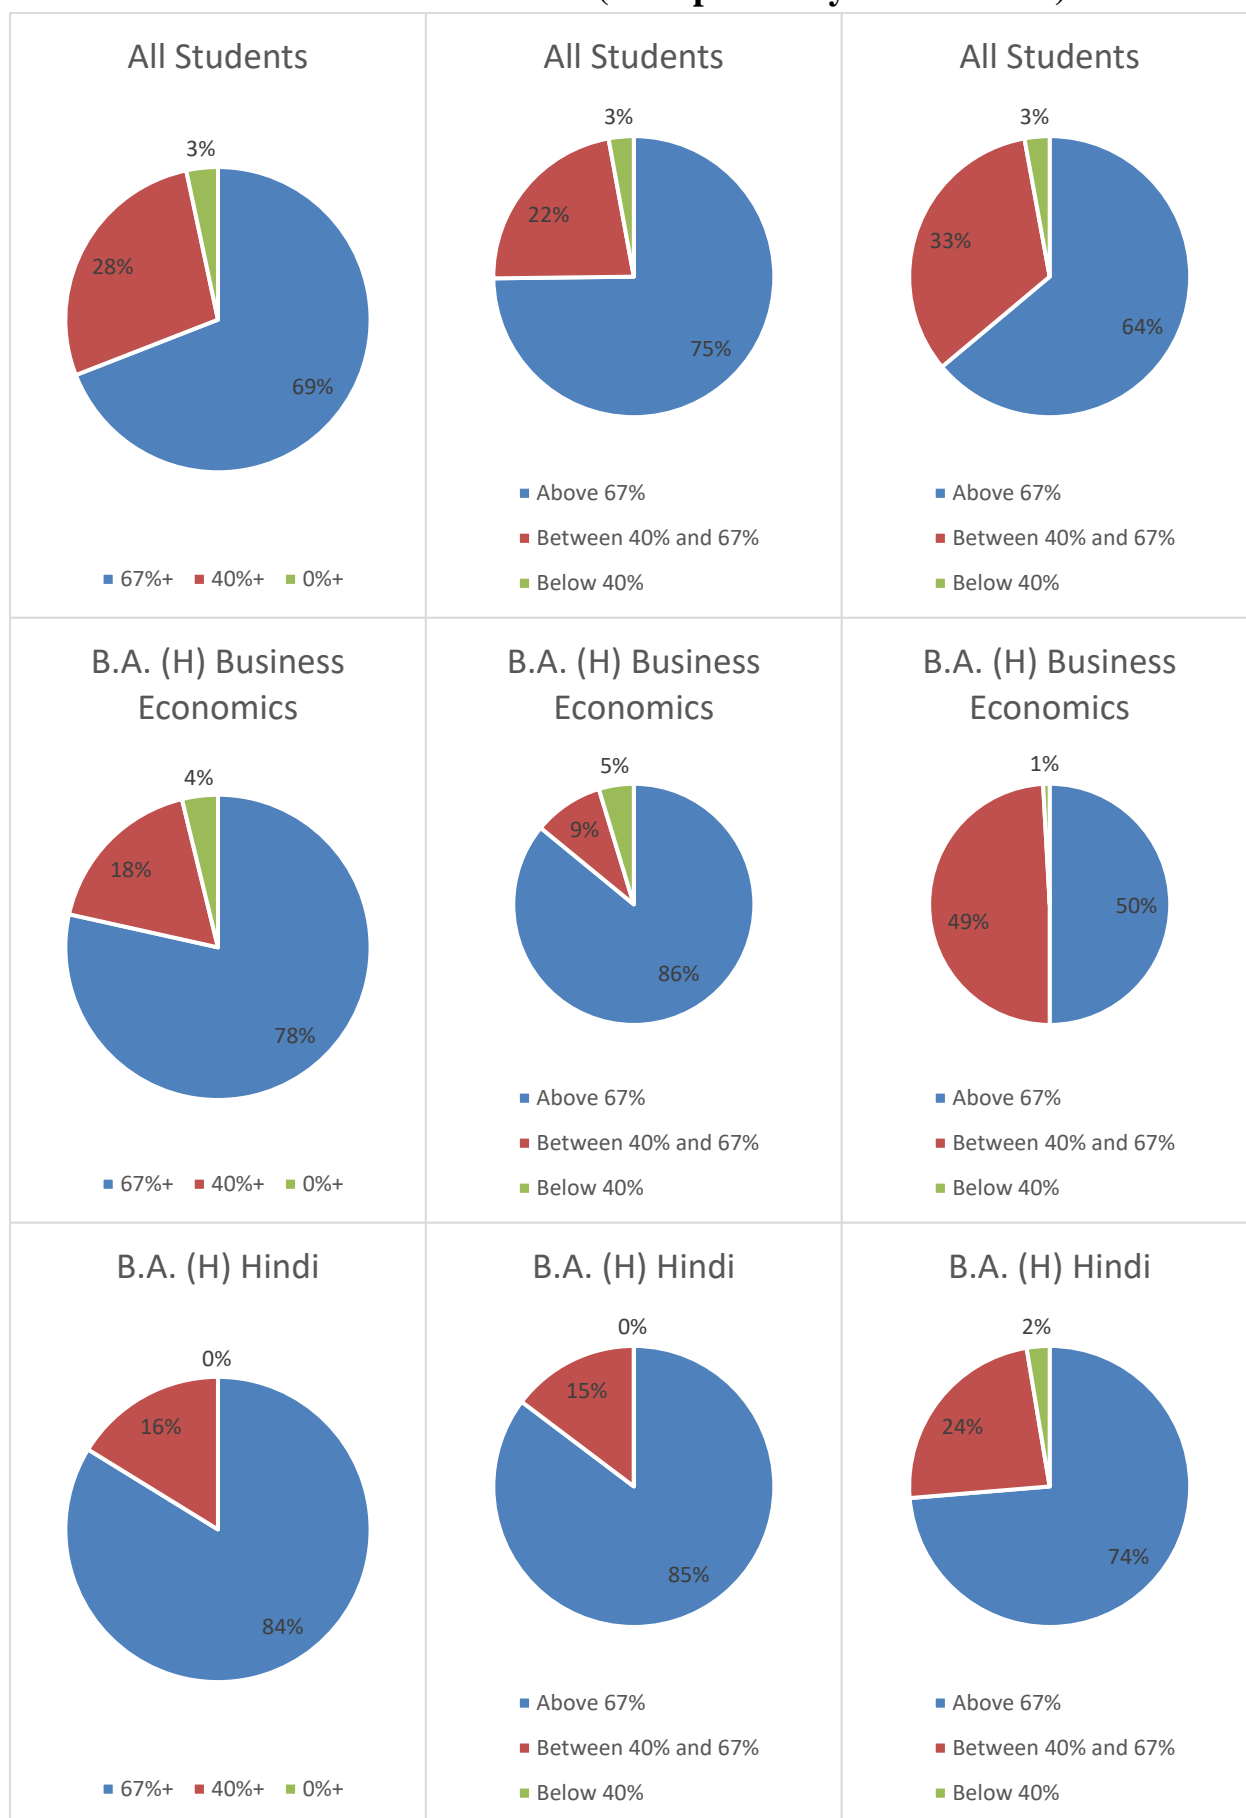 All Students
3%
28%
69%
67%+ 40%+ 0%+
All Students
3%
22%
75%
Above 67%
Between 40% and 67%
Below 40%
All Students
3%
33%
64%
Above 67%
Between 40% and 67%
Below 40%
B.A. (H) Business
Economics
4%
18%
78%
67%+ 40%+ 0%+
B.A. (H) Business
Economics
5%
9%
86%
Above 67%
Between 40% and 67%
Below 40%
B.A. (H) Business
Economics
1%
49%
50%
Above 67%
Between 40% and 67%
Below 40%
B.A. (H) Hindi
0%
16%
84%
67%+ 40%+ 0%+
B.A. (H) Hindi
0%
15%
85%
Above 67%
Between 40% and 67%
Below 40%
B.A. (H) Hindi
2%
24%
74%
Above 67%
Between 40% and 67%
Below 40%